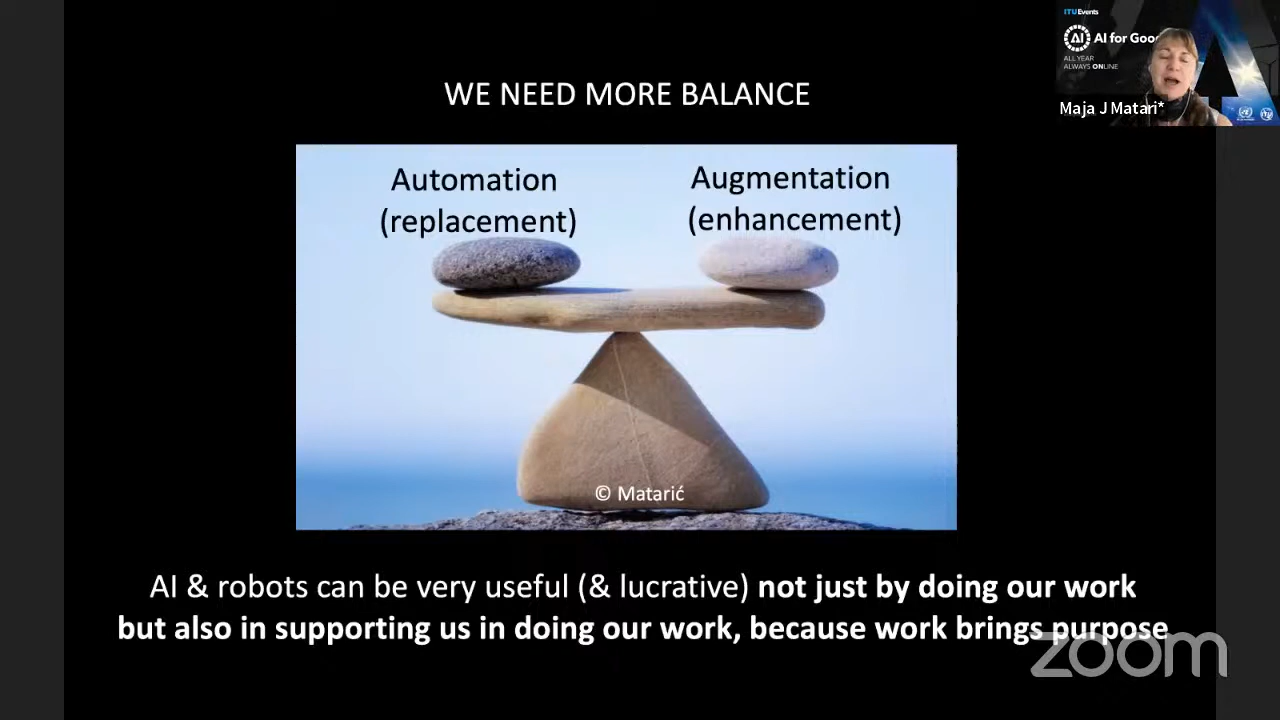 ITUEvents
AI
AI for Good
ALL YEAR
ALWAYS ONLINE
Maja J Matari*
WE NEED MORE BALANCE
Automation
(replacement)
Augmentation
(enhancement)
© Matarić
AI & robots can be very useful (& lucrative) not just by doing our work
but also in supporting us in doing our work, because work brings purpose
zoom